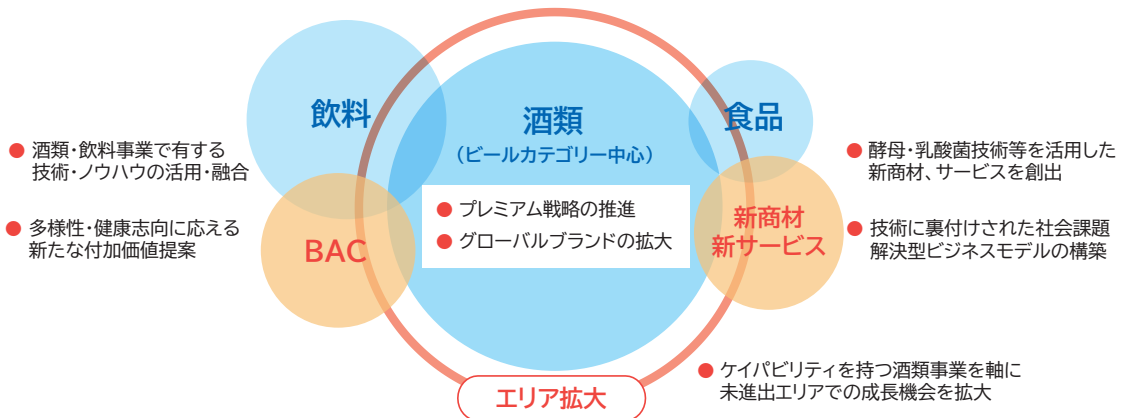 飲料
酒類
(ビールカテゴリー中心)
食品
● 酒類・飲料事業で有する
技術・ノウハウの活用・融合
● 多様性・健康志向に応える
新たな付加価値提案
BAC
● プレミアム戦略の推進
● グローバルブランドの拡大
新商材
新サービス
● 酵母・乳酸菌技術等を活用した
新商材、サービスを創出
● 技術に裏付けされた社会課題
解決型ビジネスモデルの構築
エリア拡大
● ケイパビリティを持つ酒類事業を軸に
未進出エリアでの成長機会を拡大